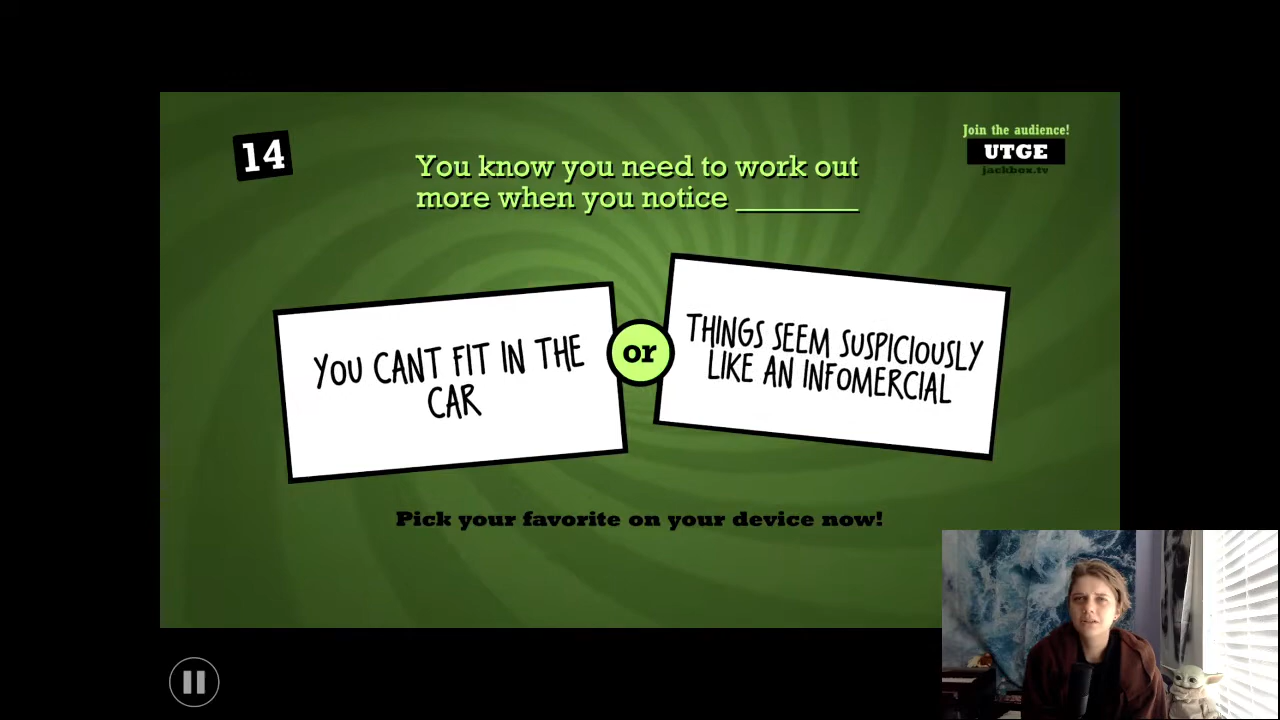 14
You know you need to work out
more when you notice ________
Join the audience!
UTGE
jackbox.tv
YOU CANT FIT IN THE
CAR
or
THINGS SEEM SUSPICIOUSLY
LIKE AN INFOMERCIAL
Pick your favorite on your device now!